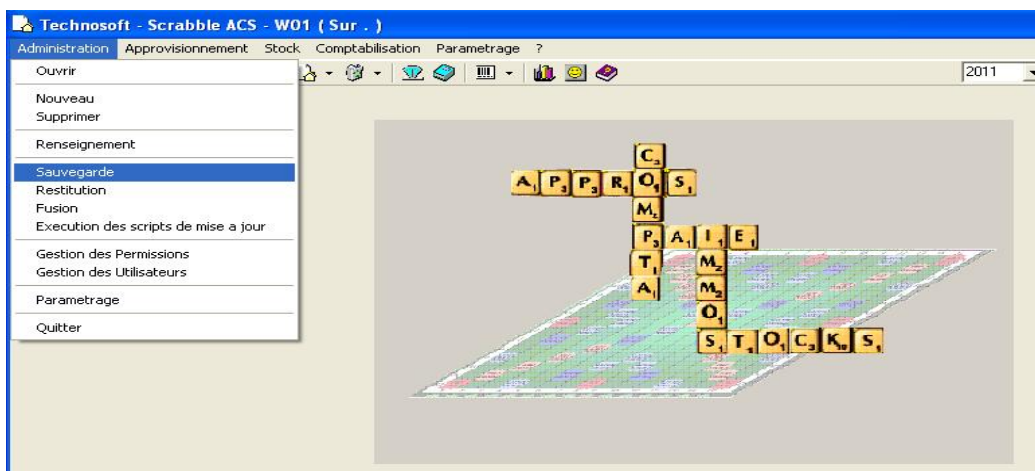 Technosoft - Scrabble ACS - W01 ( Sur . )
Administration Approvisionnement Stock Comptabilisation Parametrage ?
2011
Ouvrir
Nouveau
Supprimer
Renseignement
Sauvegarde
Restitution
Fusion
Execution des scripts de mise a jour
Gestion des Permissions
Gestion des Utilisateurs
Parametrage
Quitter
APPROS
COMPTA
PAIE
IMMOS
STOCKS